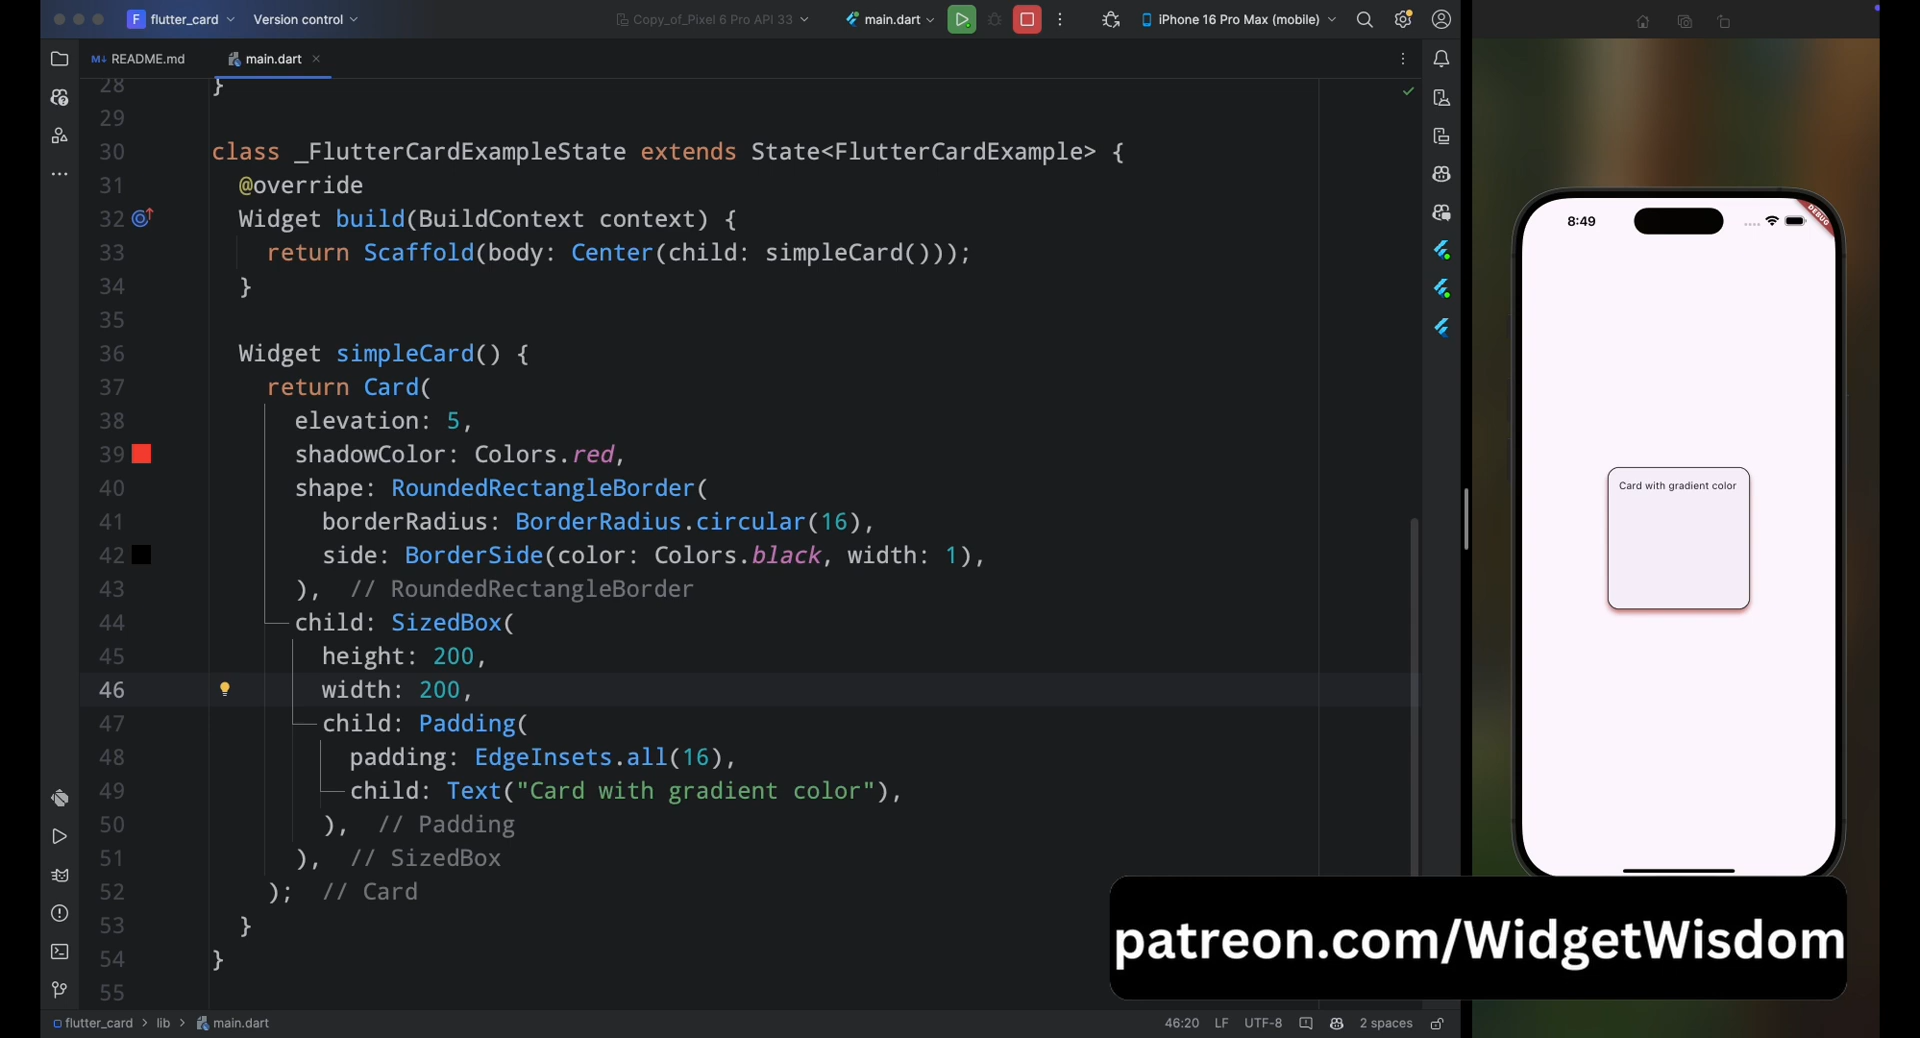 F flutter_card
Version control
Copy_of_Pixel 6 Pro API 33
main.dart
iPhone 16 Pro Max (mobile)
M↓ README.md
main.dart
28 }
29
30 class _FlutterCardExampleState extends State<FlutterCardExample> {
31 @override
32 Widget build(BuildContext context) {
33 return Scaffold(body: Center(child: simpleCard()));
34 }
35
36 Widget simpleCard() {
37 return Card(
38 elevation: 5,
39 shadowColor: Colors.red,
40 shape: RoundedRectangleBorder(
41 borderRadius: BorderRadius.circular(16),
42 side: BorderSide(color: Colors.black, width: 1),
43 ), // RoundedRectangleBorder
44 child: SizedBox(
45 height: 200,
46 width: 200,
47 child: Padding(
48 padding: EdgeInsets.all(16),
49 child: Text("Card with gradient color"),
50 ), // Padding
51 ), // SizedBox
52 ); // Card
53 }
54 }
55
flutter_card > lib > main.dart
46:20 LF UTF-8 2 spaces
8:49
DEBUG
Card with gradient color
patreon.com/WidgetWisdom